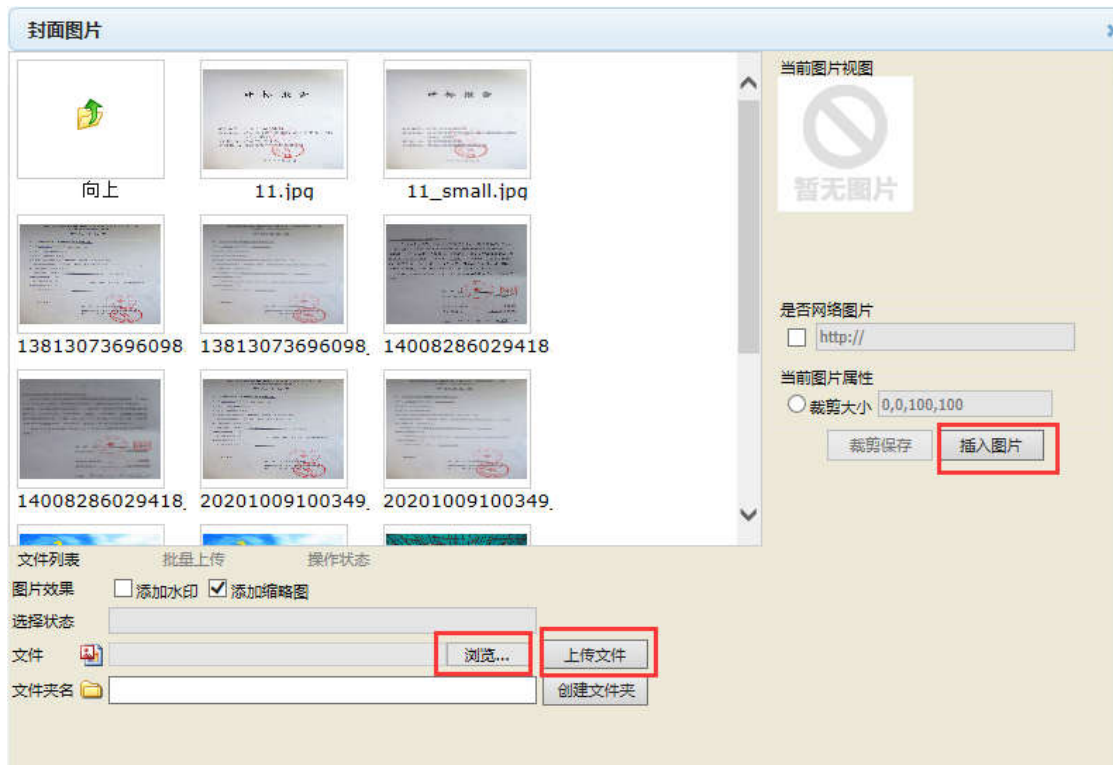 封面图片
当前图片视图
暂无图片
向上
11.jpg
11_small.jpg
13813073696098
13813073696098_
14008286029418
是否网络图片
http://
当前图片属性
裁剪大小 0,0,100,100
裁剪保存 插入图片
14008286029418_
20201009100349_
20201009100349_
文件列表 批量上传 操作状态
图片效果 添加水印 添加缩略图
选择状态
文件 浏览... 上传文件
文件夹名 创建文件夹